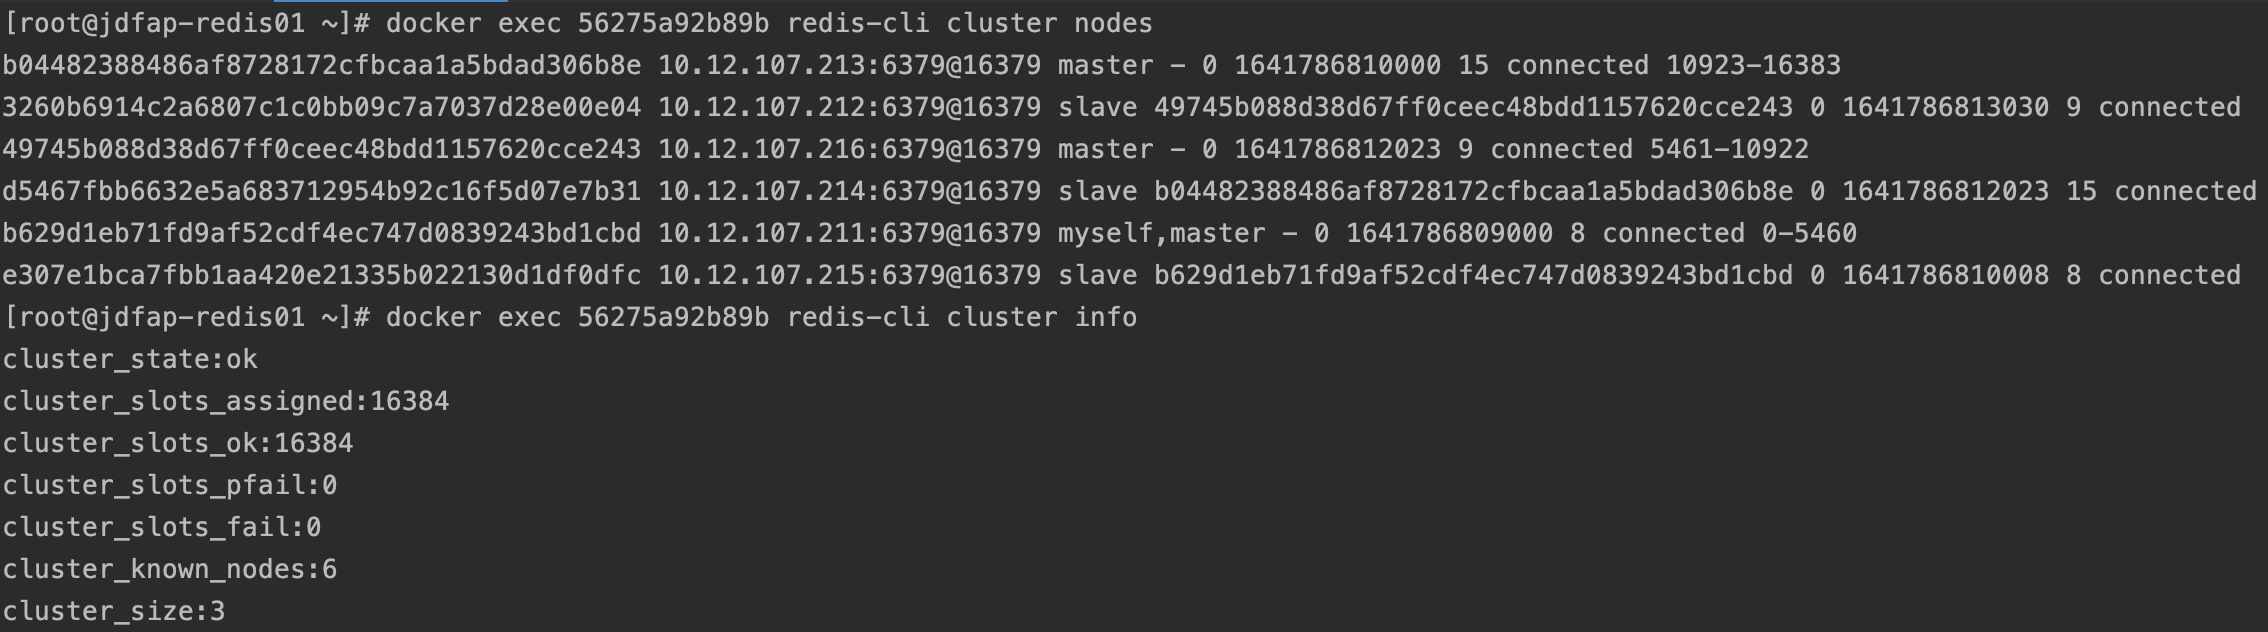 [root@jdfap-redis01 ~]# docker exec 56275a92b89b redis-cli cluster nodes
b04482388486af8728172cfbcaa1a5bdad306b8e 10.12.107.213:6379@16379 master - 0 1641786810000 15 connected 10923-16383
3260b6914c2a6807c1c0bb09c7a7037d28e00e04 10.12.107.212:6379@16379 slave 49745b088d38d67ff0ceec48bdd1157620cce243 0 1641786813030 9 connected
49745b088d38d67ff0ceec48bdd1157620cce243 10.12.107.216:6379@16379 master - 0 1641786812023 9 connected 5461-10922
d5467fbb6632e5a683712954b92c16f5d07e7b31 10.12.107.214:6379@16379 slave b04482388486af8728172cfbcaa1a5bdad306b8e 0 1641786812023 15 connected
b629d1eb71fd9af52cdf4ec747d0839243bd1cbd 10.12.107.211:6379@16379 myself,master - 0 1641786809000 8 connected 0-5460
e307e1bca7fbb1aa420e21335b022130d1df0dfc 10.12.107.215:6379@16379 slave b629d1eb71fd9af52cdf4ec747d0839243bd1cbd 0 1641786810008 8 connected
[root@jdfap-redis01 ~]# docker exec 56275a92b89b redis-cli cluster info
cluster_state:ok
cluster_slots_assigned:16384
cluster_slots_ok:16384
cluster_slots_pfail:0
cluster_slots_fail:0
cluster_known_nodes:6
cluster_size:3